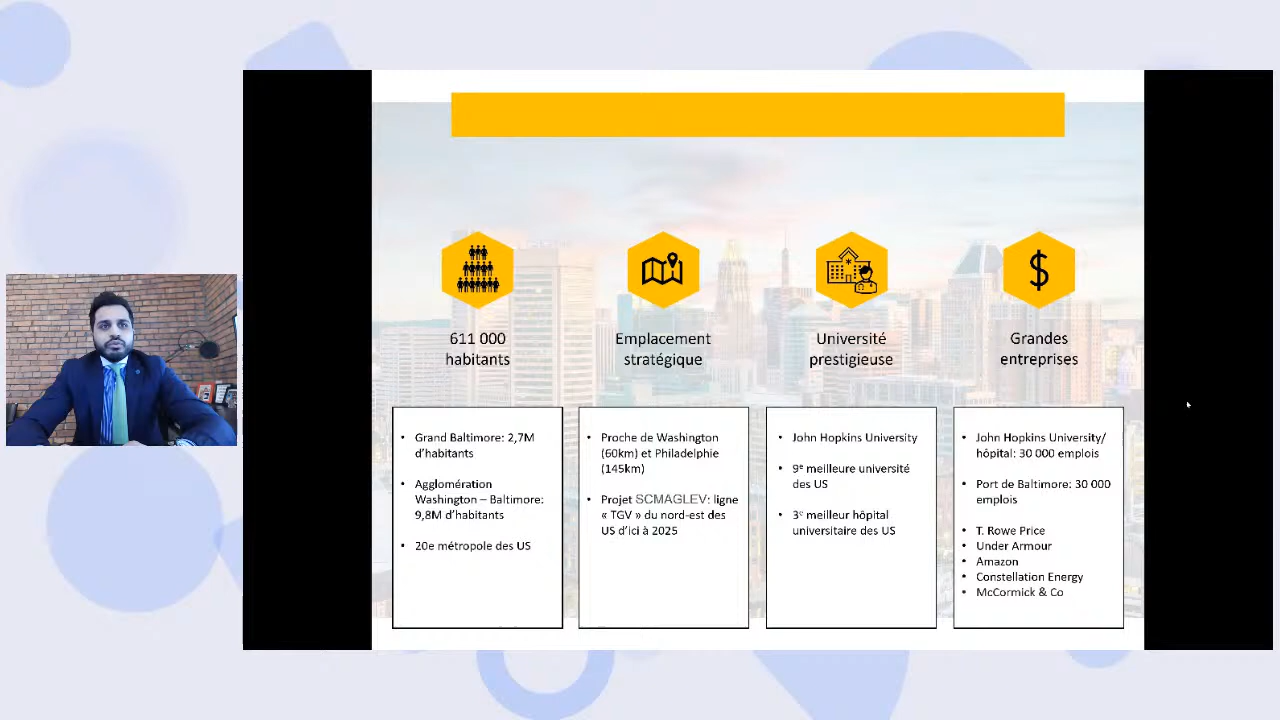 611 000
habitants
Emplacement
stratégique
Université
prestigieuse
Grandes
entreprises
• Grand Baltimore: 2,7M
d'habitants
• Agglomération
Washington – Baltimore:
9,8M d'habitants
• 20e métropole des US
• Proche de Washington
(60km) et Philadelphie
(145km)
• Projet SCMAGLEV: ligne
« TGV » du nord-est des
US d'ici à 2025
• John Hopkins University
• 9e meilleure université
des US
• 3e meilleur hôpital
universitaire des US
• John Hopkins University/
hôpital: 30 000 emplois
• Port de Baltimore: 30 000
emplois
• T. Rowe Price
• Under Armour
• Amazon
• Constellation Energy
• McCormick & Co